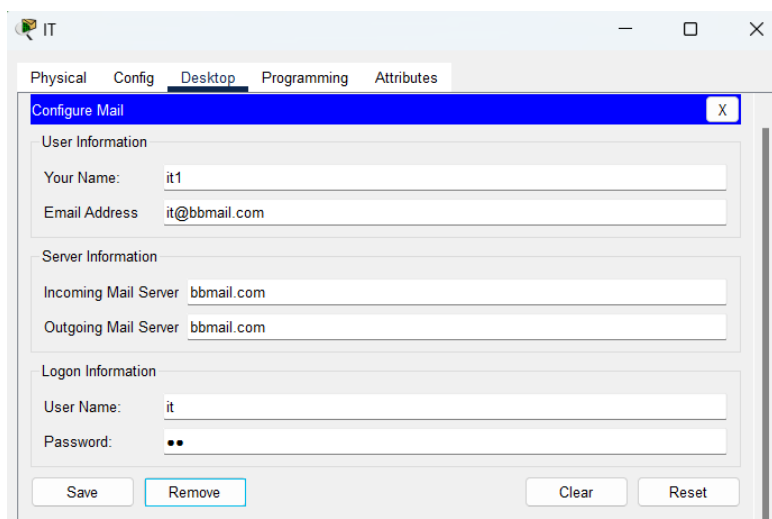 IT
Physical Config Desktop Programming Attributes
Configure Mail X
User Information
Your Name: it1
Email Address it@bbmail.com
Server Information
Incoming Mail Server bbmail.com
Outgoing Mail Server bbmail.com
Logon Information
User Name: it
Password: ●●
Save Remove Clear Reset